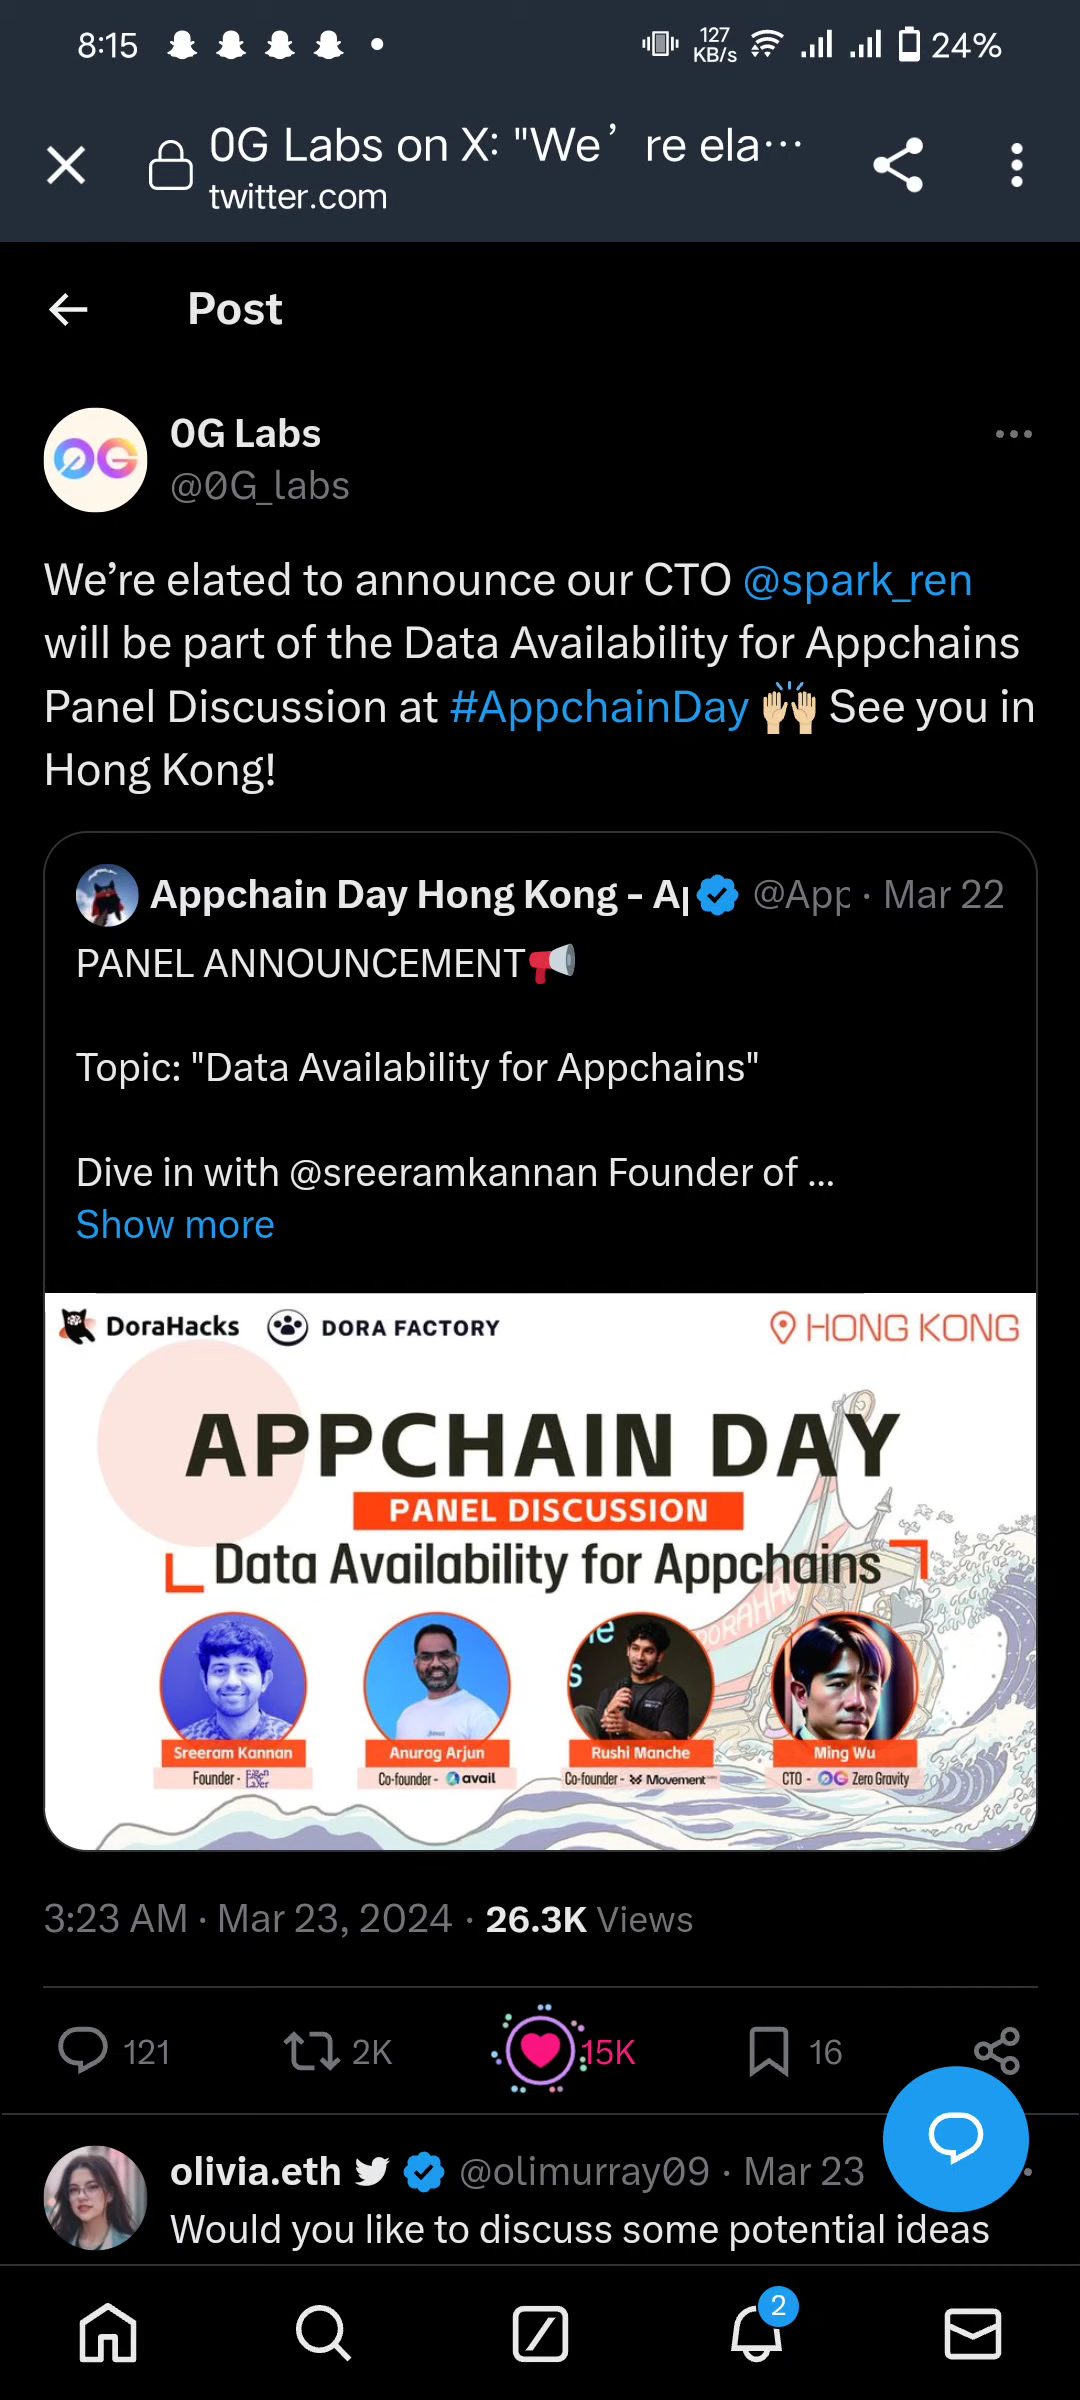 8:15
127
KB/s
24%
0G Labs on X: "We’re ela...
twitter.com
Post
0G Labs
@0G_labs
We’re elated to announce our CTO @spark_ren
will be part of the Data Availability for Appchains
Panel Discussion at #AppchainDay 🙌🏼 See you in
Hong Kong!
Appchain Day Hong Kong - Ap @App · Mar 22
PANEL ANNOUNCEMENT📢
Topic: "Data Availability for Appchains"
Dive in with @sreeramkannan Founder of ...
Show more
DoraHacks DORA FACTORY HONG KONG
APPCHAIN DAY
PANEL DISCUSSION
Data Availability for Appchains
DORAHAC
Sreeram Kannan Anurag Arjun Rushi Manche Ming Wu
Founder - Eigen Layer Co-founder - avail Co-founder - Movement CTO - 0G Zero Gravity
3:23 AM · Mar 23, 2024 · 26.3K Views
121 2K 15K 16
olivia.eth @olimurray09 · Mar 23
Would you like to discuss some potential ideas
2